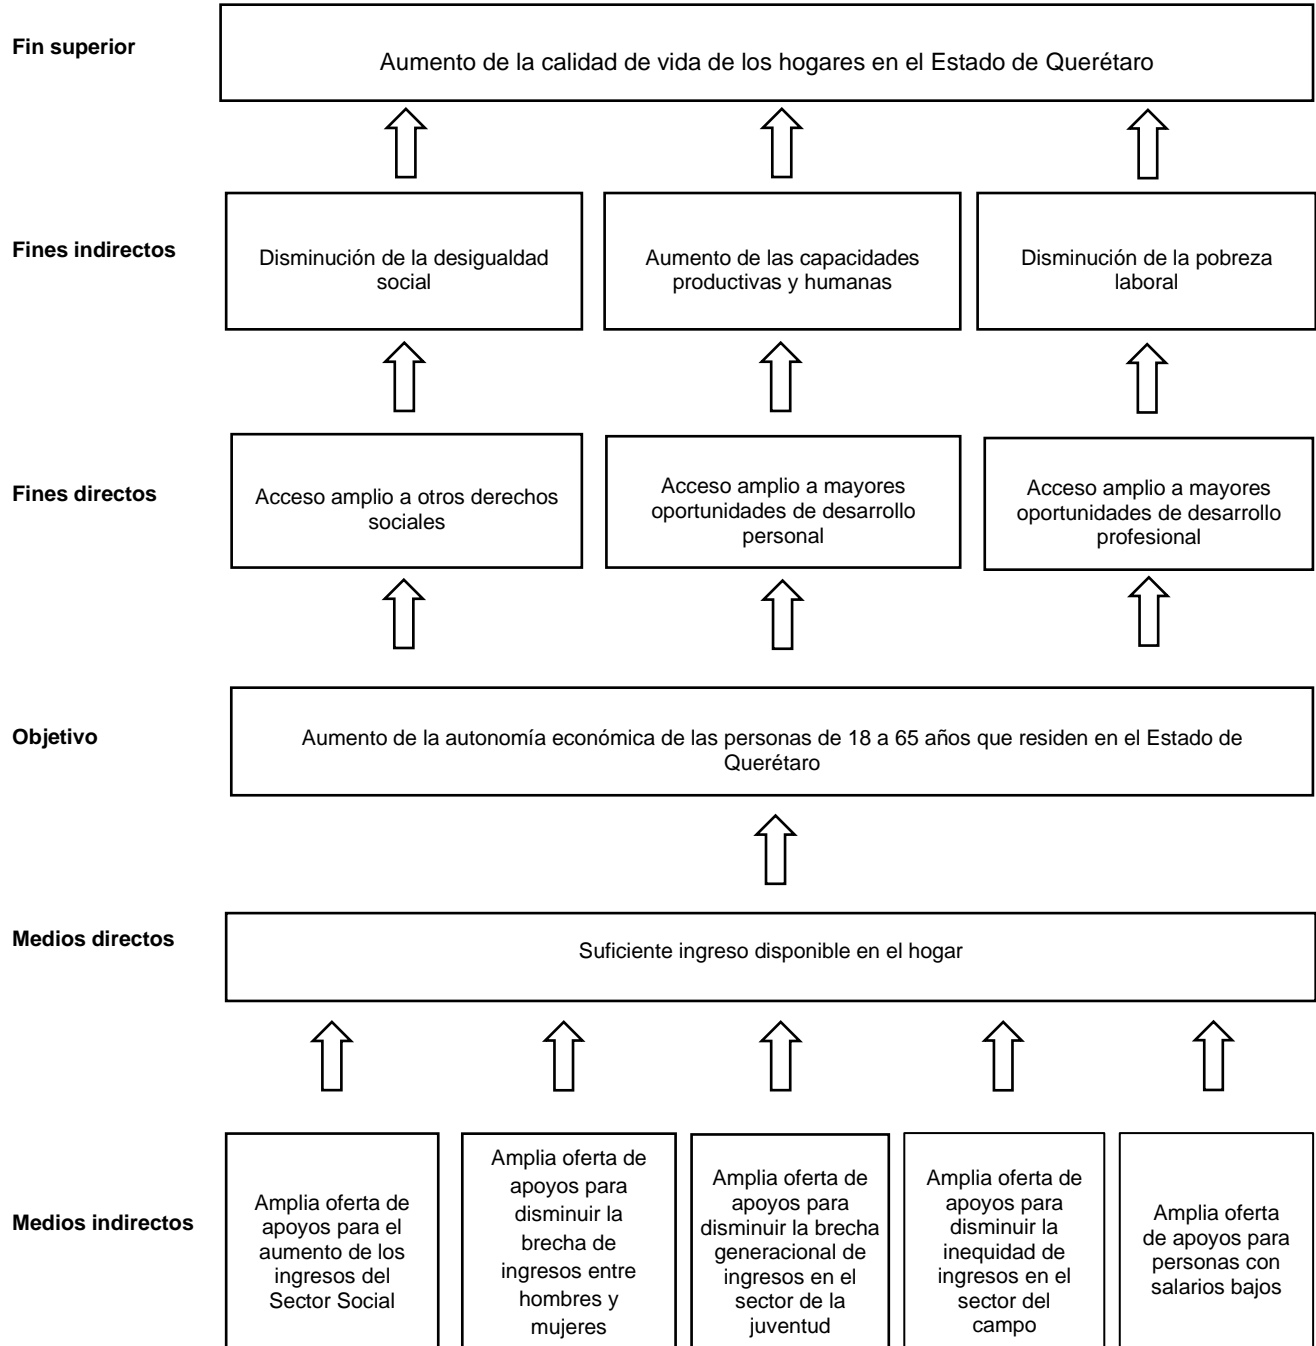 Fin superior
Aumento de la calidad de vida de los hogares en el Estado de Querétaro
Fines indirectos
Disminución de la desigualdad
social
Aumento de las capacidades
productivas y humanas
Disminución de la pobreza
laboral
Fines directos
Acceso amplio a otros derechos
sociales
Acceso amplio a mayores
oportunidades de desarrollo
personal
Acceso amplio a mayores
oportunidades de desarrollo
profesional
Objetivo
Aumento de la autonomía económica de las personas de 18 a 65 años que residen en el Estado de
Querétaro
Medios directos
Suficiente ingreso disponible en el hogar
Medios indirectos
Amplia oferta de
apoyos para el
aumento de los
ingresos del
Sector Social
Amplia oferta de
apoyos para
disminuir la
brecha de
ingresos entre
hombres y
mujeres
Amplia oferta de
apoyos para
disminuir la brecha
generacional de
ingresos en el
sector de la
juventud
Amplia oferta de
apoyos para
disminuir la
inequidad de
ingresos en el
sector del
campo
Amplia oferta
de apoyos para
personas con
salarios bajos